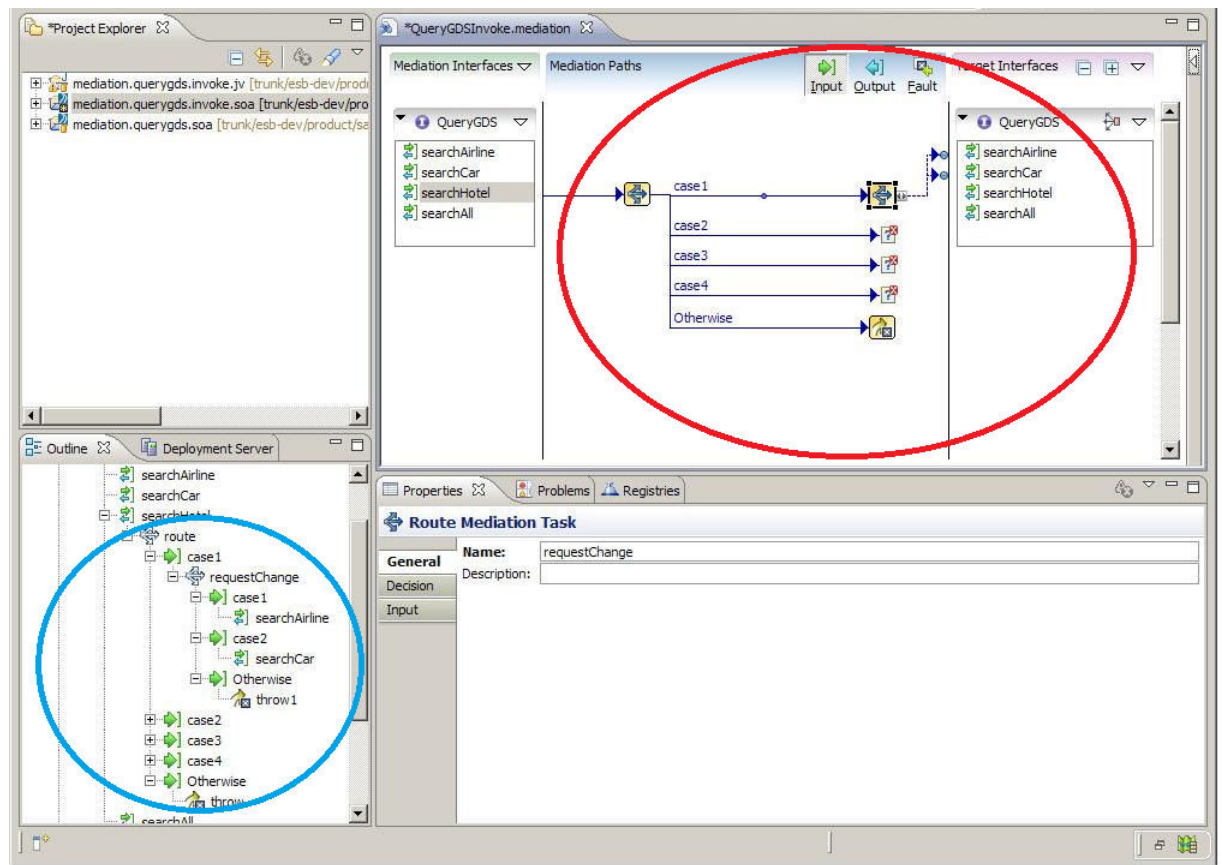 *Project Explorer
mediation.querygds.invoke.jv [trunk/esb-dev/prod
mediation.querygds.invoke.soa [trunk/esb-dev/pro
mediation.querygds.soa [trunk/esb-dev/product/sa
*QueryGDSInvoke.mediation
Mediation Interfaces
Mediation Paths
Input Output Fault
Target Interfaces
QueryGDS
searchAirline
searchCar
searchHotel
searchAll
case1
case2
case3
case4
Otherwise
QueryGDS
searchAirline
searchCar
searchHotel
searchAll
Outline Deployment Server
searchAirline
searchCar
searchHotel
route
case1
requestChange
case1
searchAirline
case2
searchCar
Otherwise
throw1
case2
case3
case4
Otherwise
throw
searchAll
Properties Problems Registries
Route Mediation Task
General
Decision
Input
Name: requestChange
Description: